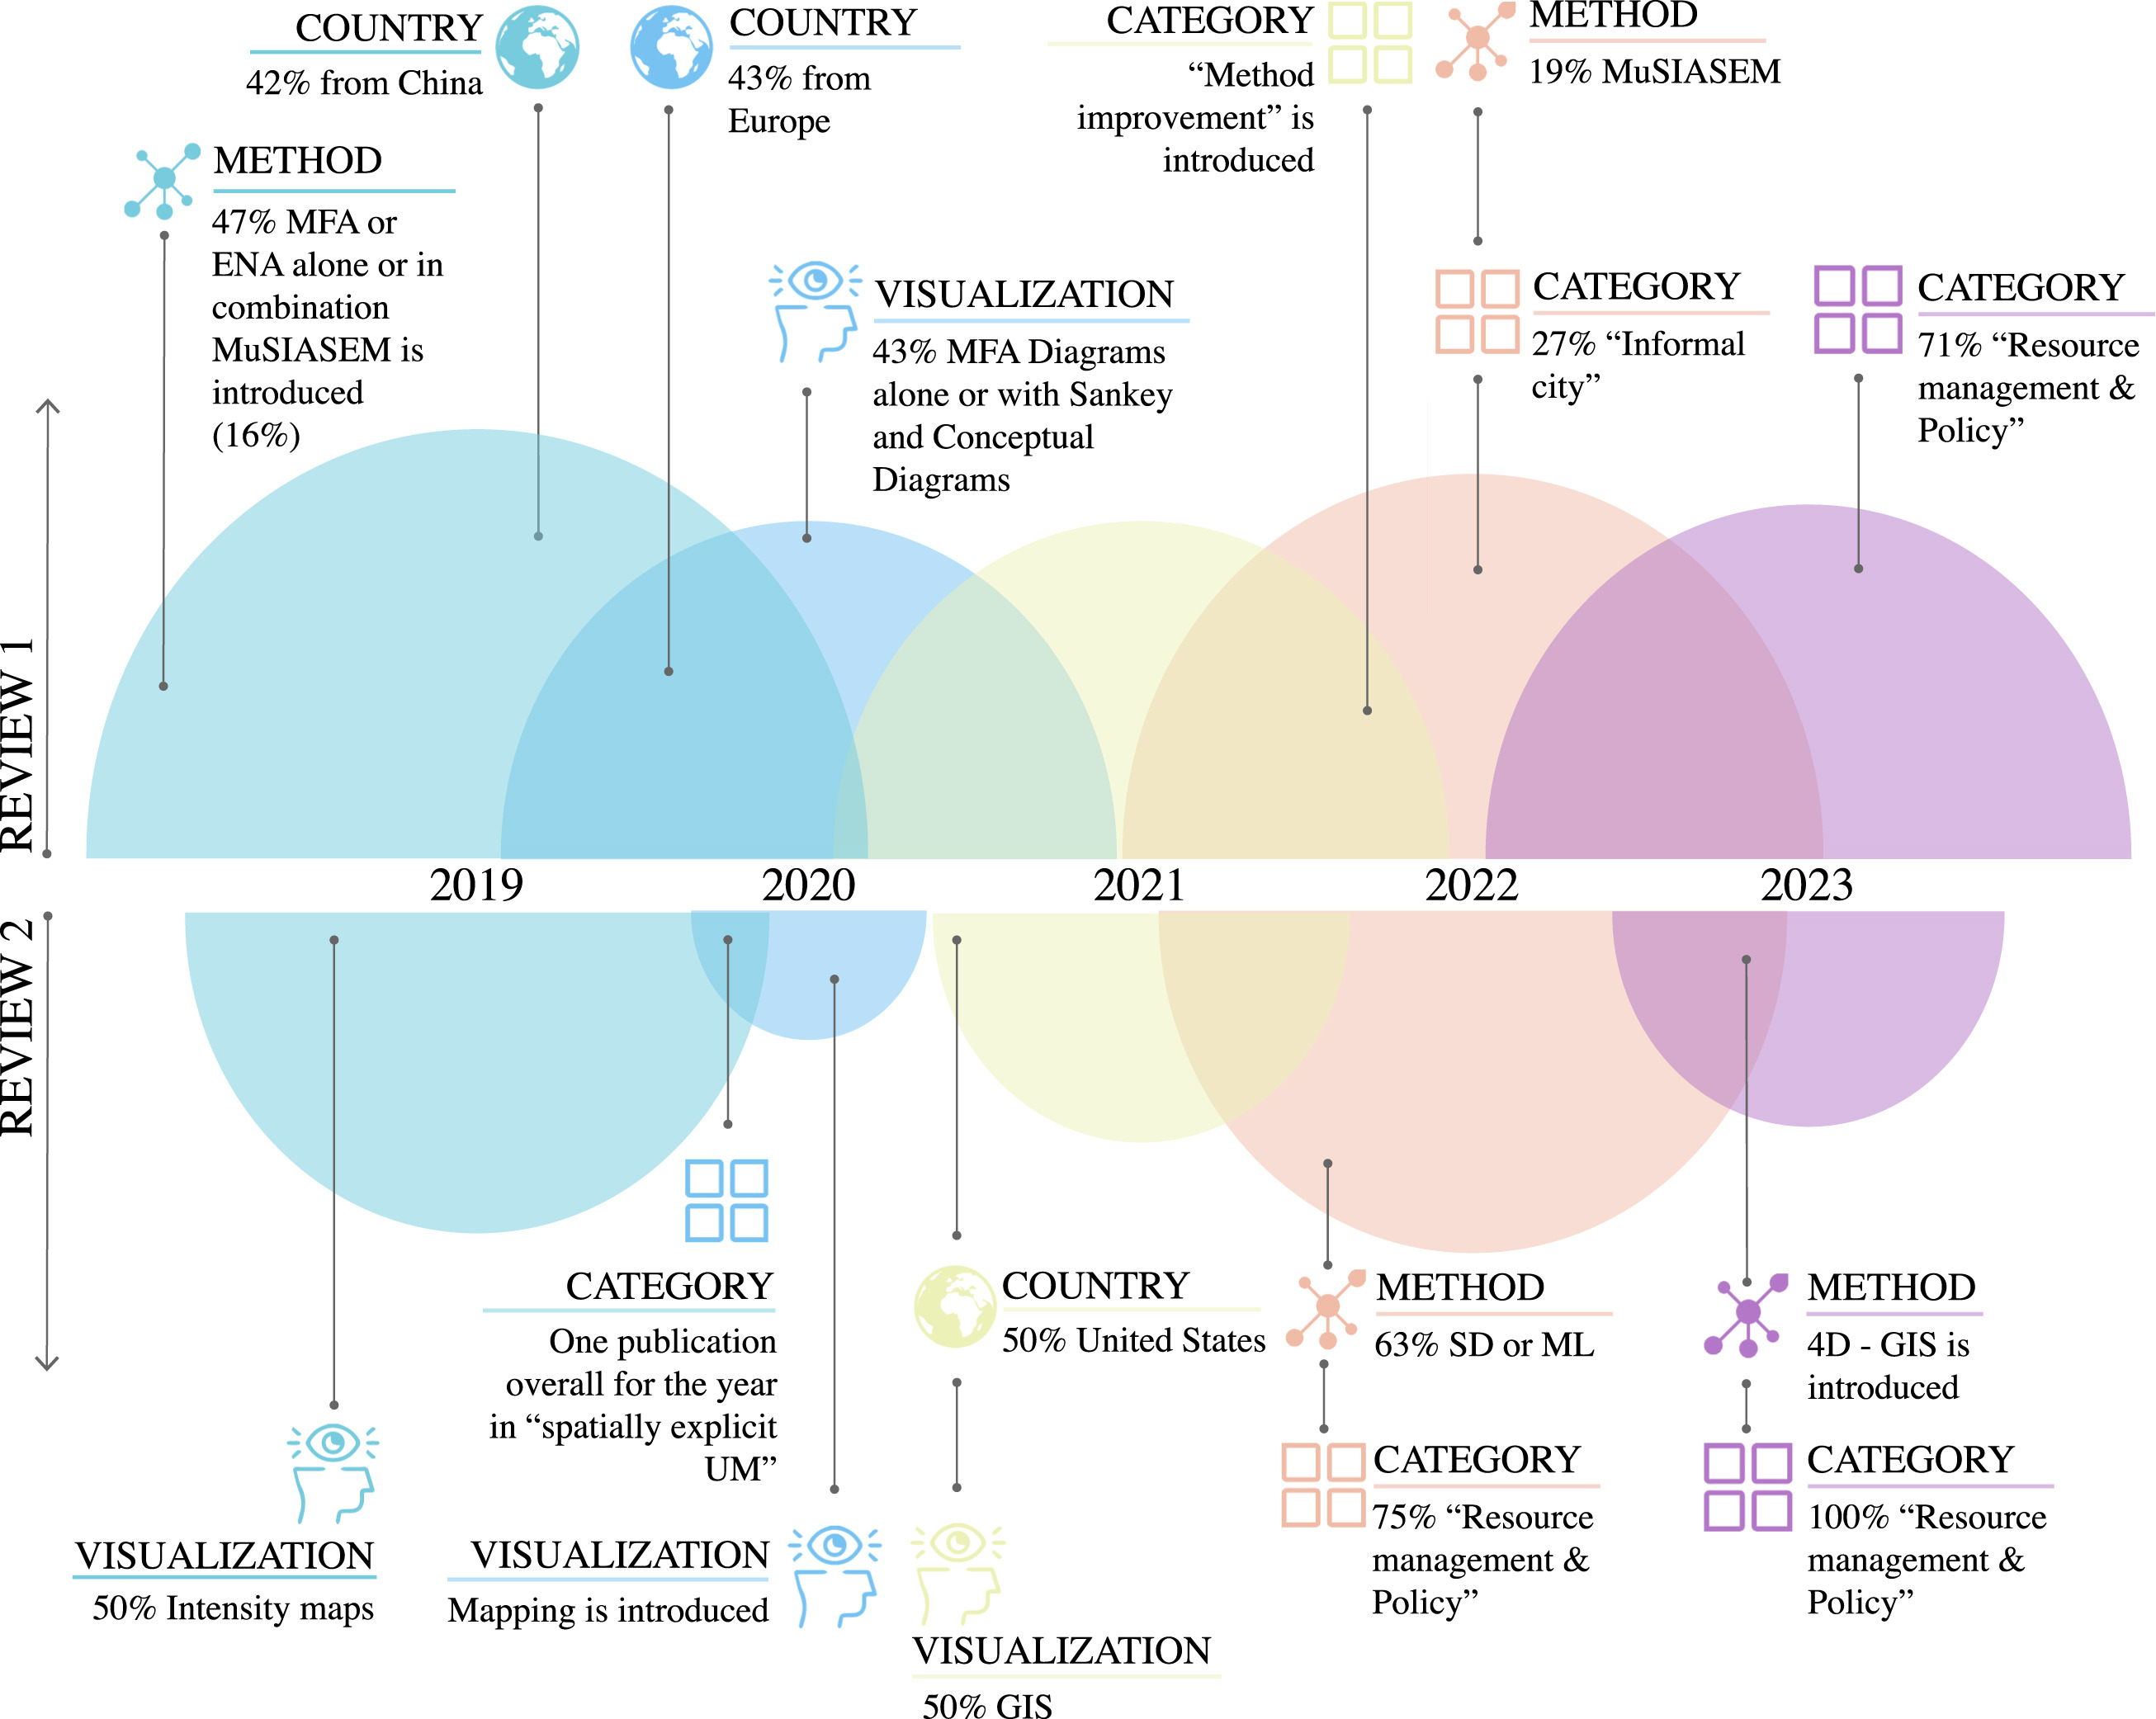 COUNTRY
42% from China
COUNTRY
43% from
Europe
CATEGORY
“Method
improvement” is
introduced
METHOD
19% MuSIASEM
METHOD
47% MFA or
ENA alone or in
combination
MuSIASEM is
introduced
(16%)
VISUALIZATION
43% MFA Diagrams
alone or with Sankey
and Conceptual
Diagrams
CATEGORY
27% “Informal
city”
CATEGORY
71% “Resource
management &
Policy”
REVIEW 1
2019
2020
2021
2022
2023
REVIEW 2
CATEGORY
One publication
overall for the year
in “spatially explicit
UM”
COUNTRY
50% United States
METHOD
63% SD or ML
METHOD
4D - GIS is
introduced
VISUALIZATION
50% Intensity maps
VISUALIZATION
Mapping is introduced
VISUALIZATION
50% GIS
CATEGORY
75% “Resource
management &
Policy”
CATEGORY
100% “Resource
management &
Policy”